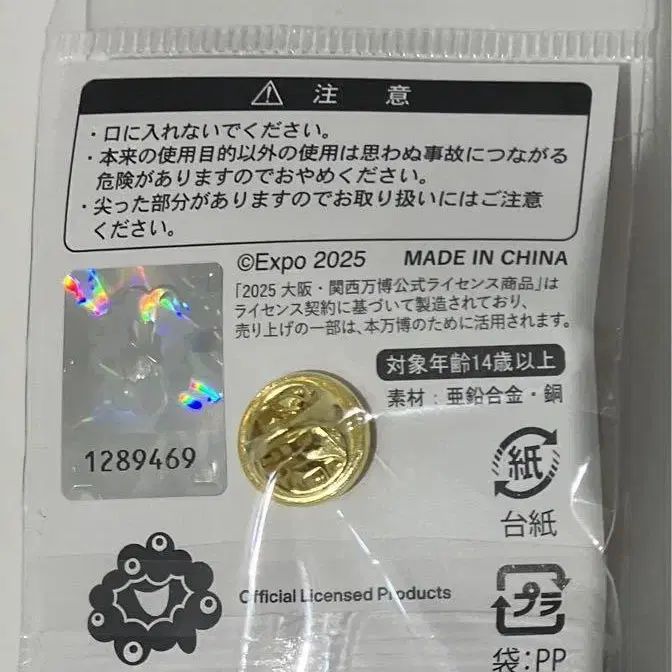 ⚠ 注 意
・口に入れないでください。
・本来の使用目的以外の使用は思わぬ事故につながる
危険がありますのでおやめください。
・尖った部分がありますのでお取り扱いにはご注意
ください。
©Expo 2025 MADE IN CHINA
「2025 大阪・関西万博公式ライセンス商品」は
ライセンス契約に基づいて製造されており、
売り上げの一部は、本万博のために活用されます。
対象年齢14歳以上
素材：亜鉛合金・銅
1289469
紙
台紙
Official Licensed Products
プラ
袋：PP